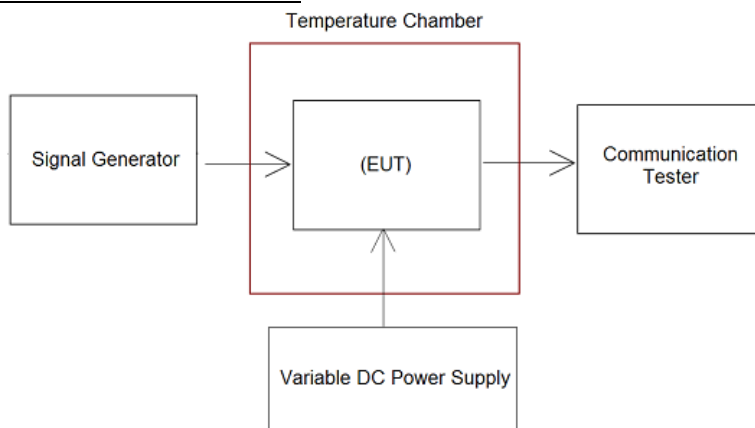 Temperature Chamber
Signal Generator
(EUT)
Communication
Tester
Variable DC Power Supply